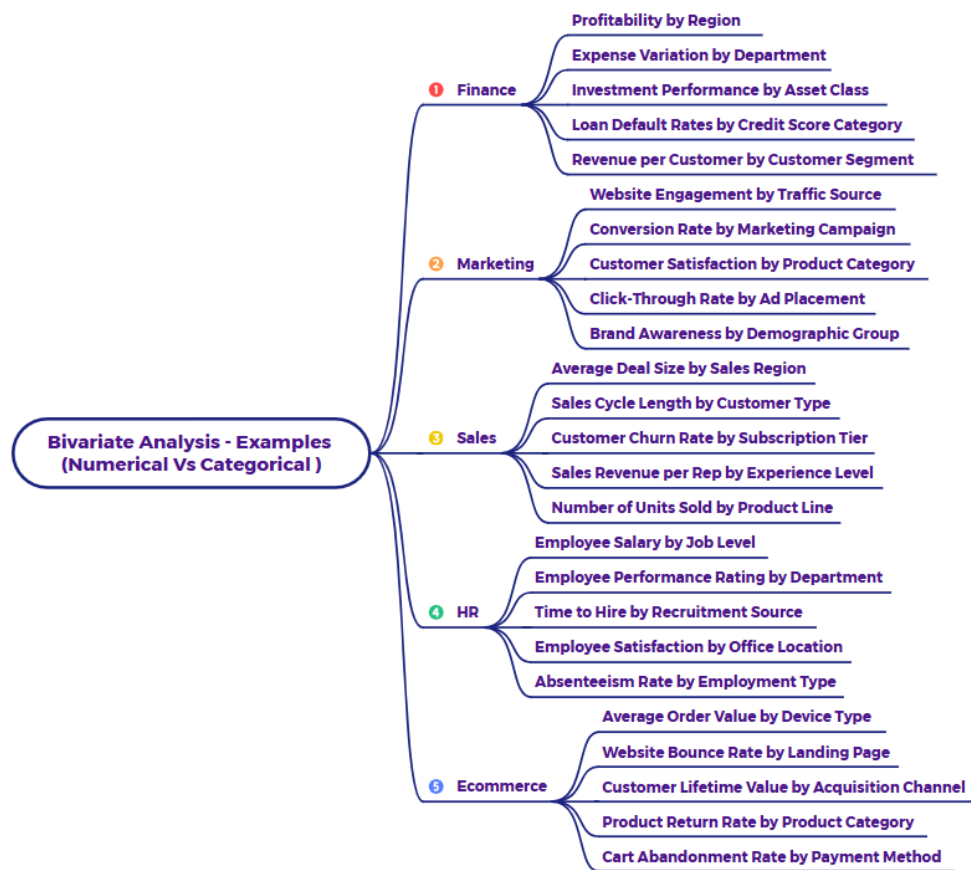 Bivariate Analysis - Examples
(Numerical Vs Categorical )
1 Finance
Profitability by Region
Expense Variation by Department
Investment Performance by Asset Class
Loan Default Rates by Credit Score Category
Revenue per Customer by Customer Segment
2 Marketing
Website Engagement by Traffic Source
Conversion Rate by Marketing Campaign
Customer Satisfaction by Product Category
Click-Through Rate by Ad Placement
Brand Awareness by Demographic Group
3 Sales
Average Deal Size by Sales Region
Sales Cycle Length by Customer Type
Customer Churn Rate by Subscription Tier
Sales Revenue per Rep by Experience Level
Number of Units Sold by Product Line
4 HR
Employee Salary by Job Level
Employee Performance Rating by Department
Time to Hire by Recruitment Source
Employee Satisfaction by Office Location
Absenteeism Rate by Employment Type
5 Ecommerce
Average Order Value by Device Type
Website Bounce Rate by Landing Page
Customer Lifetime Value by Acquisition Channel
Product Return Rate by Product Category
Cart Abandonment Rate by Payment Method